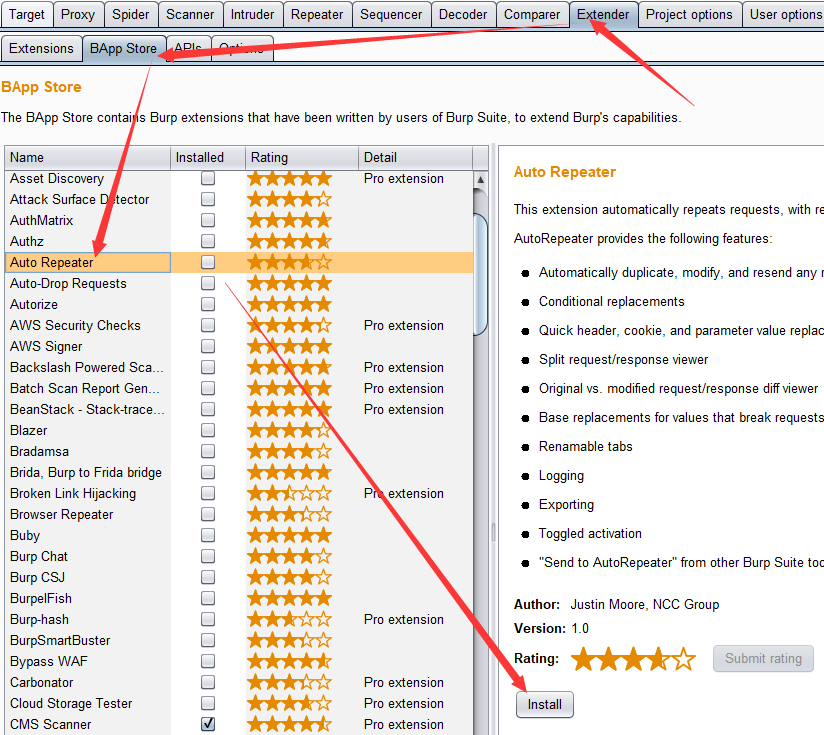 Target Proxy Spider Scanner Intruder Repeater Sequencer Decoder Comparer Extender Project options User options
Extensions BApp Store APIs Options
BApp Store
The BApp Store contains Burp extensions that have been written by users of Burp Suite, to extend Burp's capabilities.
Name Installed Rating Detail
Asset Discovery Pro extension
Attack Surface Detector
AuthMatrix
Authz
Auto Repeater
Auto-Drop Requests
Autorize
AWS Security Checks Pro extension
AWS Signer
Backslash Powered Sca... Pro extension
Batch Scan Report Gen... Pro extension
BeanStack - Stack-trace... Pro extension
Blazer
Bradamsa
Brida, Burp to Frida bridge
Broken Link Hijacking Pro extension
Browser Repeater
Buby
Burp Chat
Burp CSJ
BurpelFish
Burp-hash Pro extension
BurpSmartBuster
Bypass WAF
Carbonator Pro extension
Cloud Storage Tester Pro extension
CMS Scanner Pro extension
Auto Repeater
This extension automatically repeats requests, with re
AutoRepeater provides the following features:
Automatically duplicate, modify, and resend any r
Conditional replacements
Quick header, cookie, and parameter value replac
Split request/response viewer
Original vs. modified request/response diff viewer
Base replacements for values that break requests
Renamable tabs
Logging
Exporting
Toggled activation
"Send to AutoRepeater" from other Burp Suite too
Author: Justin Moore, NCC Group
Version: 1.0
Rating: Submit rating
Install